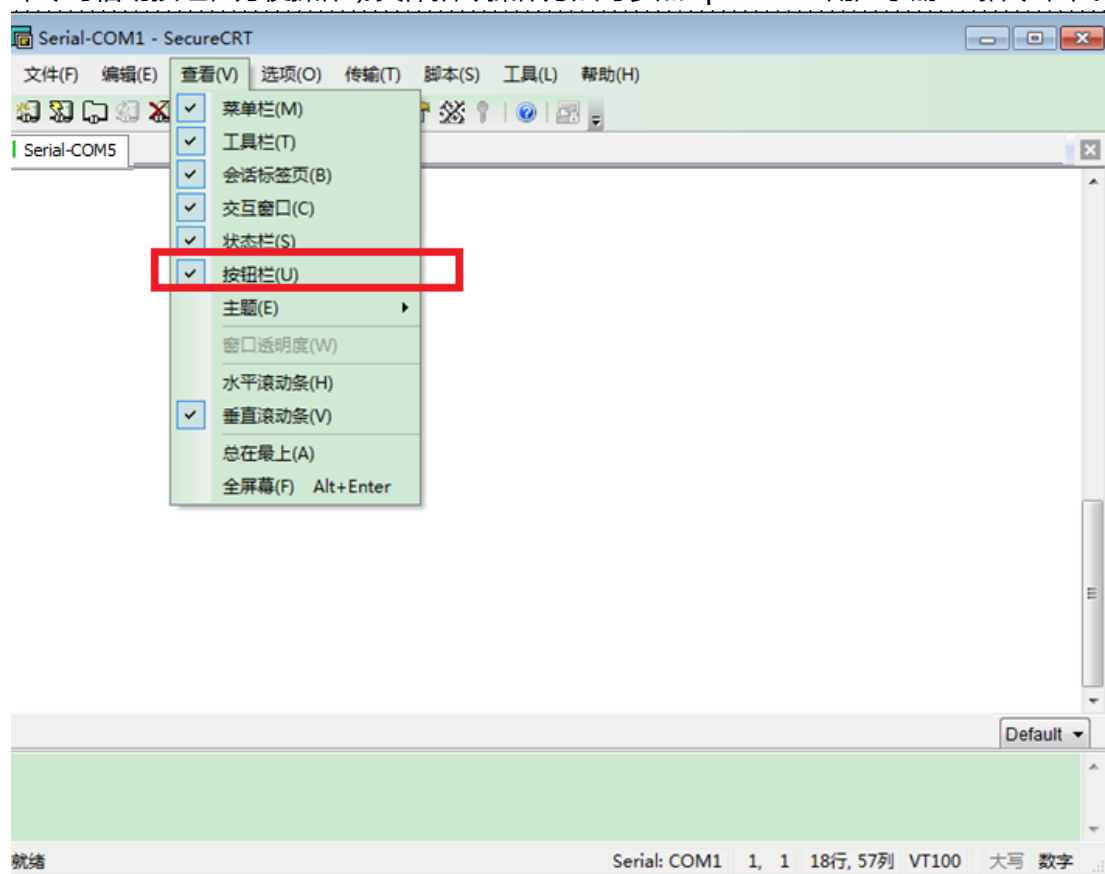 Serial-COM1 - SecureCRT
文件(F) 编辑(E) 查看(V) 选项(O) 传输(T) 脚本(S) 工具(L) 帮助(H)
Serial-COM5
菜单栏(M)
工具栏(T)
会话标签页(B)
交互窗口(C)
状态栏(S)
按钮栏(U)
主题(E)
窗口透明度(W)
水平滚动条(H)
垂直滚动条(V)
总在最上(A)
全屏幕(F) Alt+Enter
Default
就绪 Serial: COM1 1, 1 18行, 57列 VT100 大写 数字